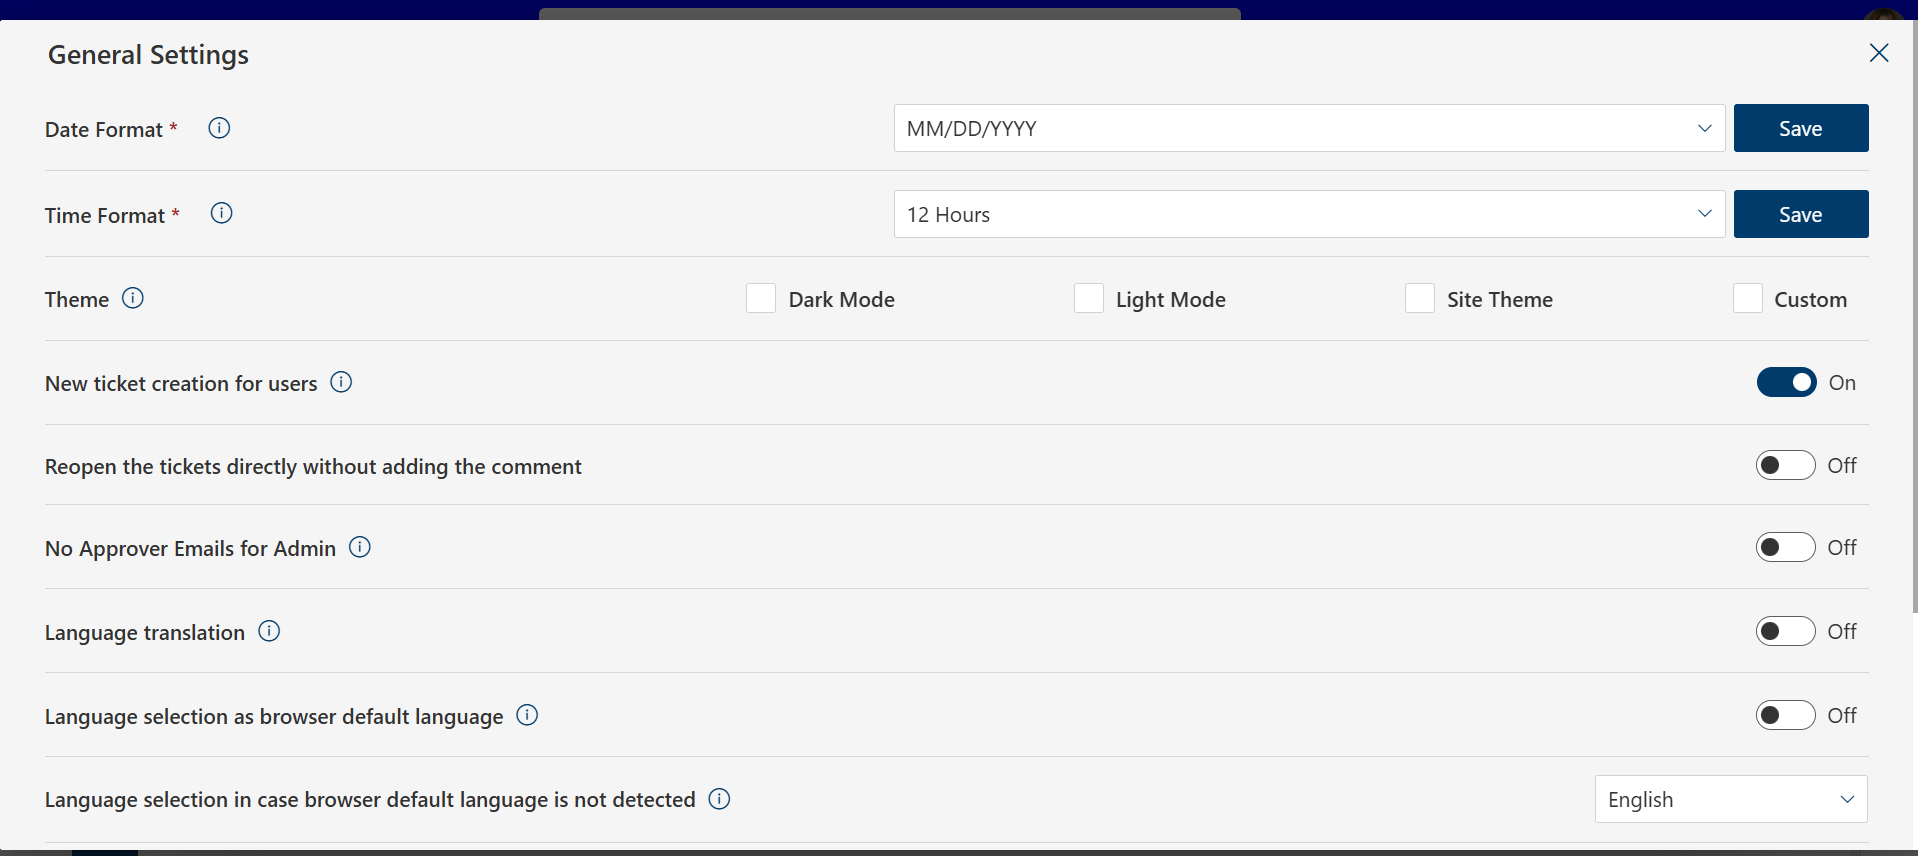 General Settings
Date Format *
MM/DD/YYYY
Save
Time Format *
12 Hours
Save
Theme
Dark Mode
Light Mode
Site Theme
Custom
New ticket creation for users
On
Reopen the tickets directly without adding the comment
Off
No Approver Emails for Admin
Off
Language translation
Off
Language selection as browser default language
Off
Language selection in case browser default language is not detected
English